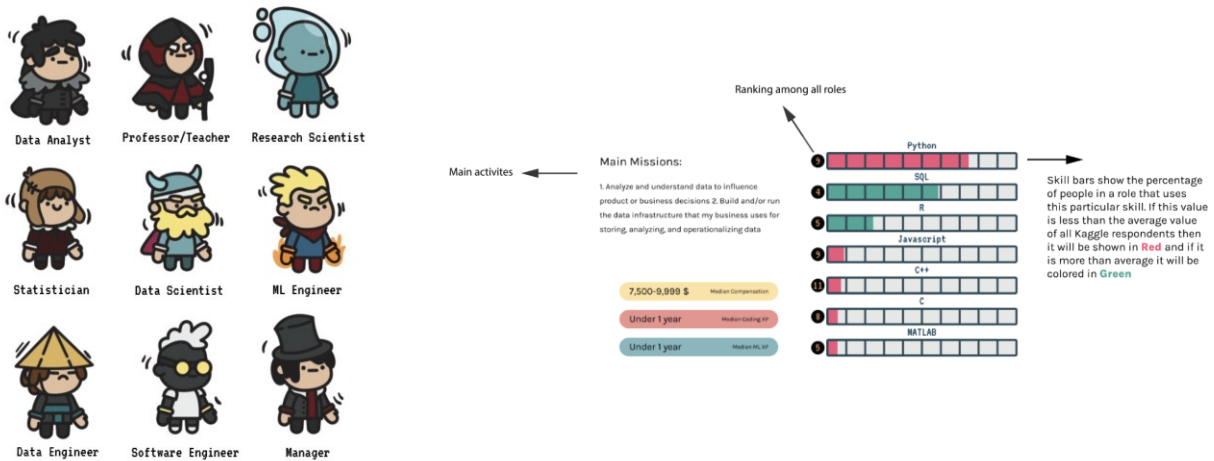 Data Analyst
Professor/Teacher
Research Scientist
Statistician
Data Scientist
ML Engineer
Data Engineer
Software Engineer
Manager
Main activites
Main Missions:
1. Analyze and understand data to influence
product or business decisions 2. Build and/or run
the data infrastructure that my business uses for
storing, analyzing, and operationalizing data
7,500-9,999 $ Median Compensation
Under 1 year Median Coding XP
Under 1 year Median ML XP
Ranking among all roles
Python
9
SQL
4
R
5
Javascript
9
C++
11
C
8
MATLAB
5
Skill bars show the percentage
of people in a role that uses
this particular skill. If this value
is less than the average value
of all Kaggle respondents then
it will be shown in Red and if it
is more than average it will be
colored in Green